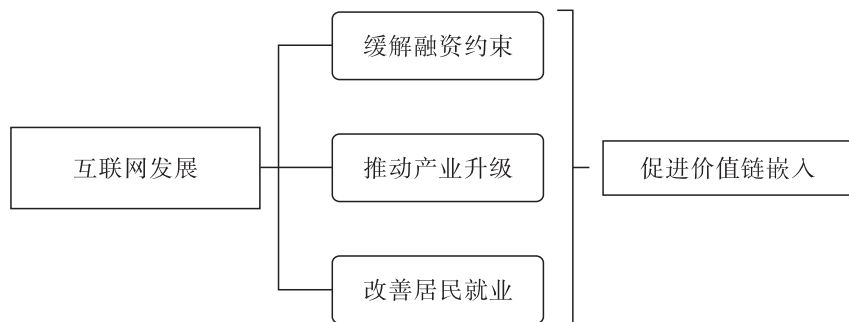 缓解融资约束
互联网发展
推动产业升级
促进价值链嵌入
改善居民就业